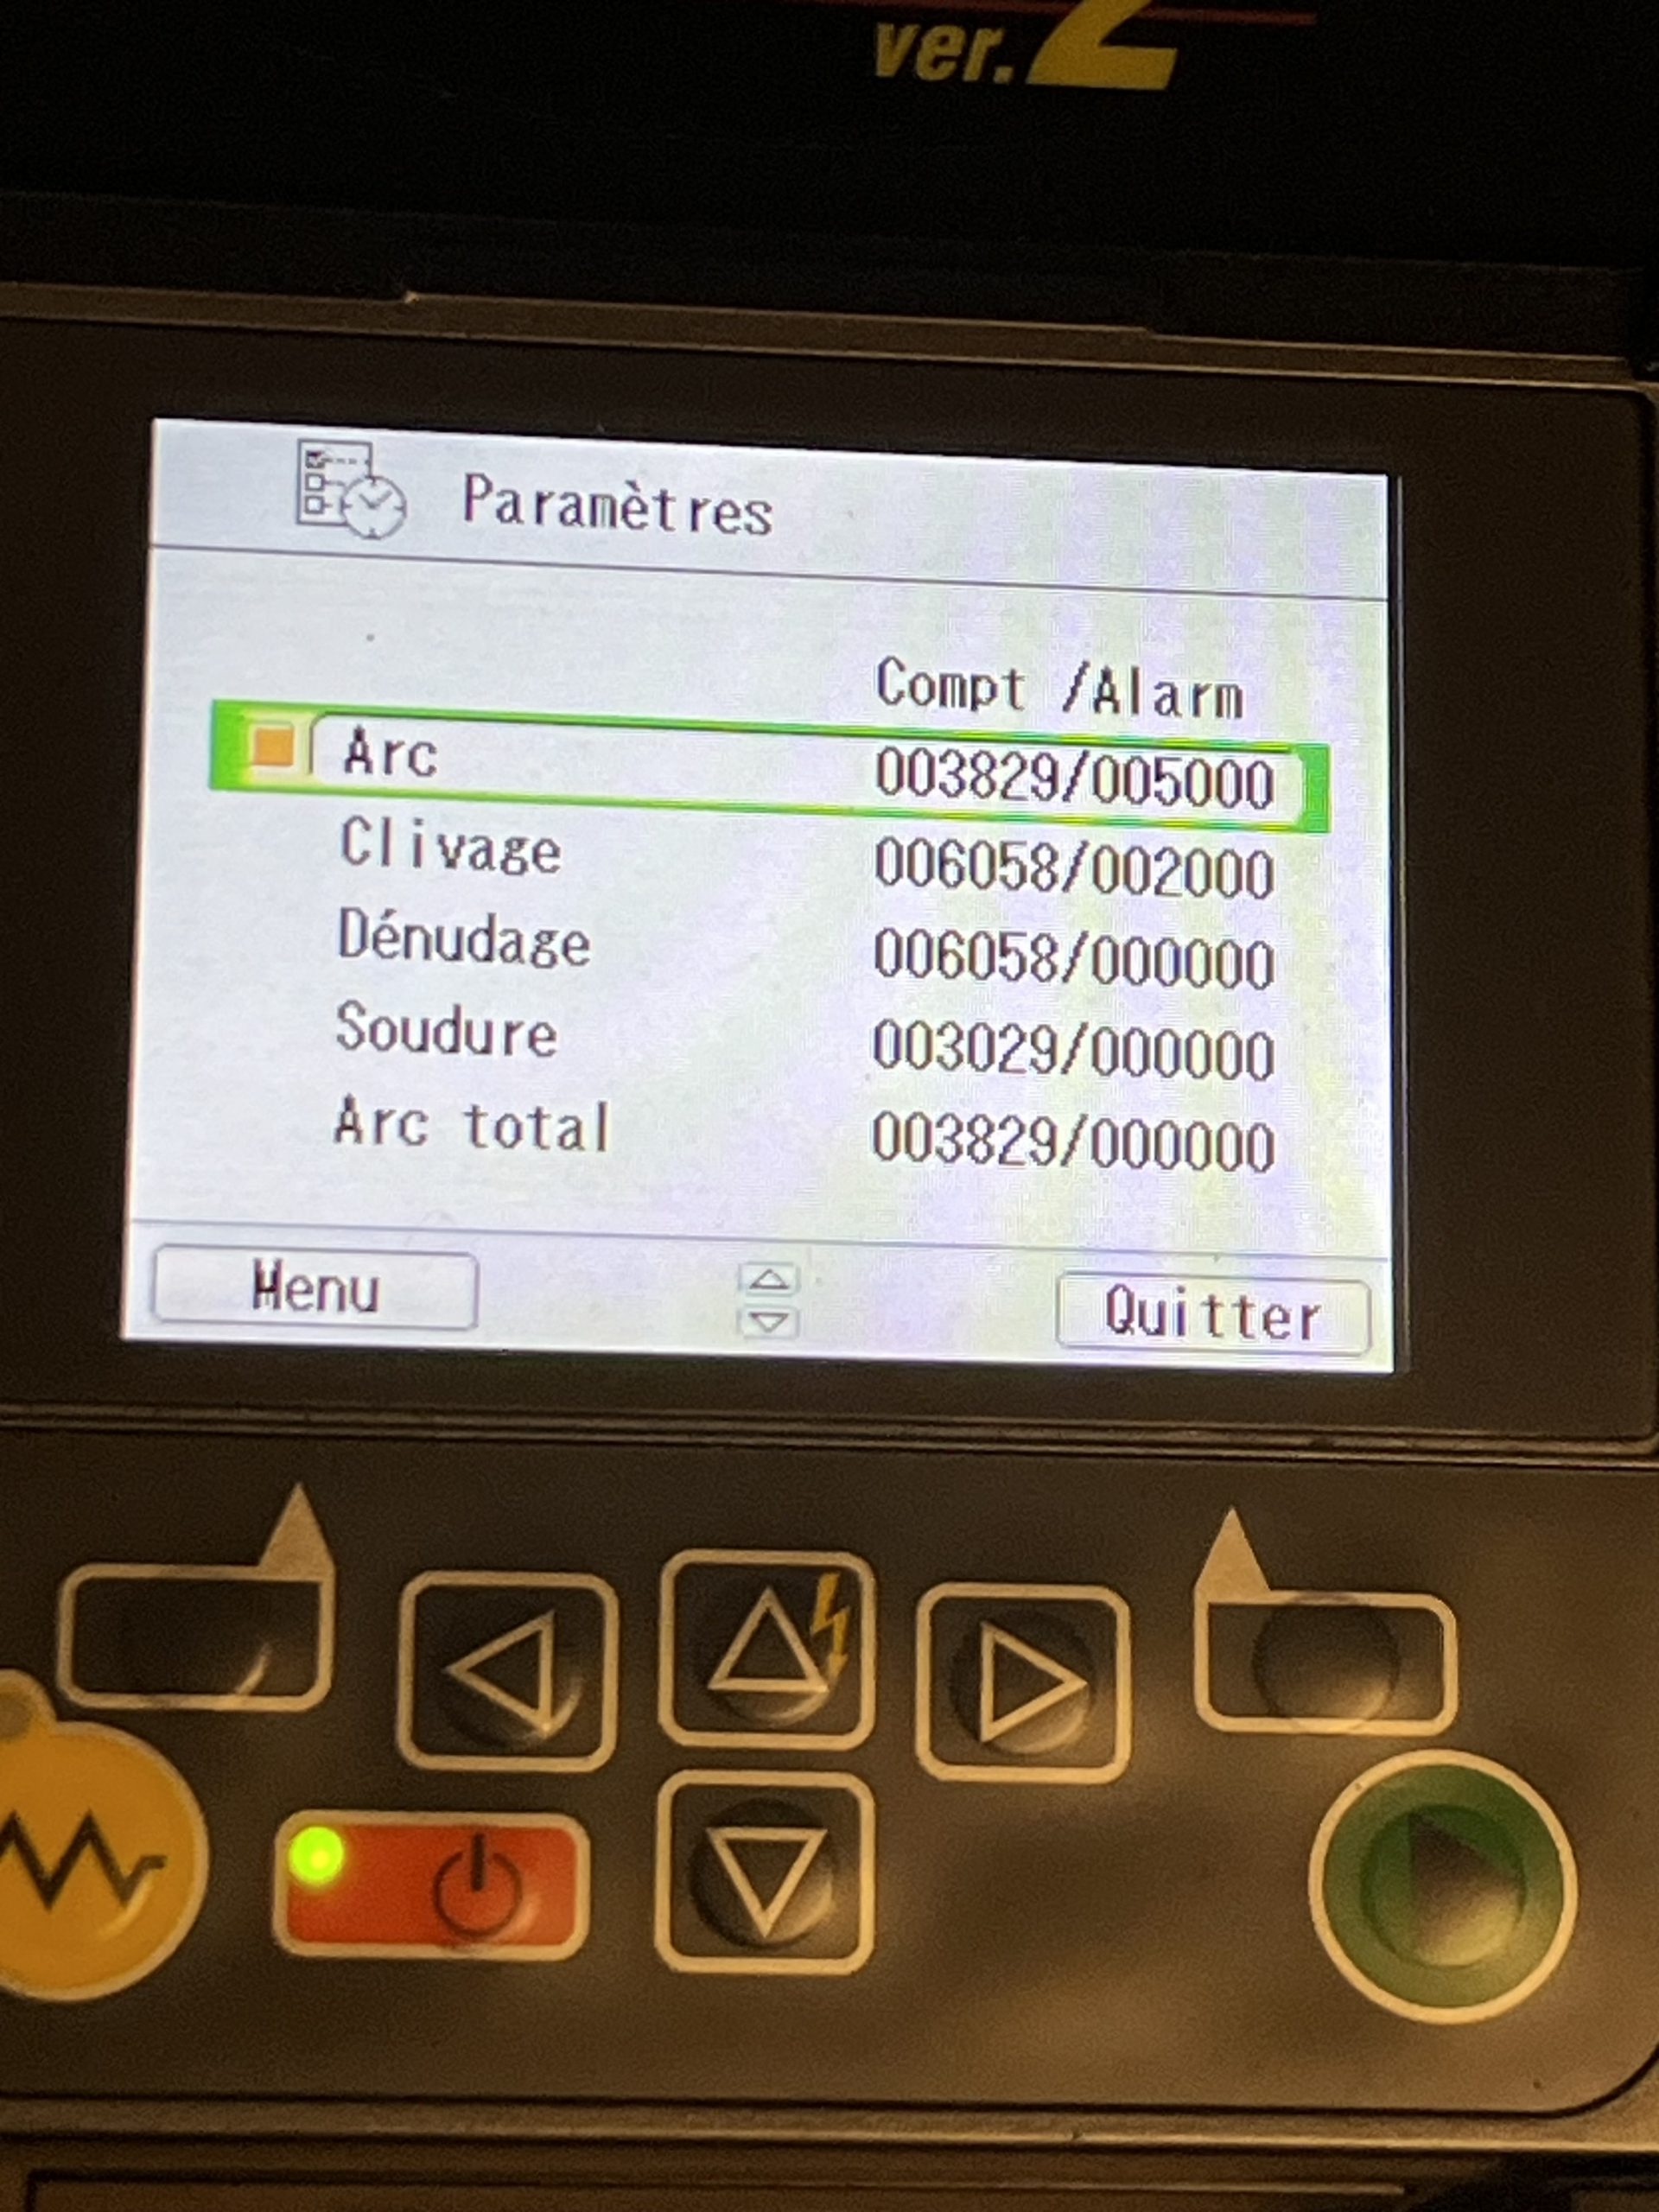 ver.2
Paramètres
Compt /Alarm
Arc 003829/005000
Clivage 006058/002000
Dénudage 006058/000000
Soudure 003029/000000
Arc total 003829/000000
Menu Quitter